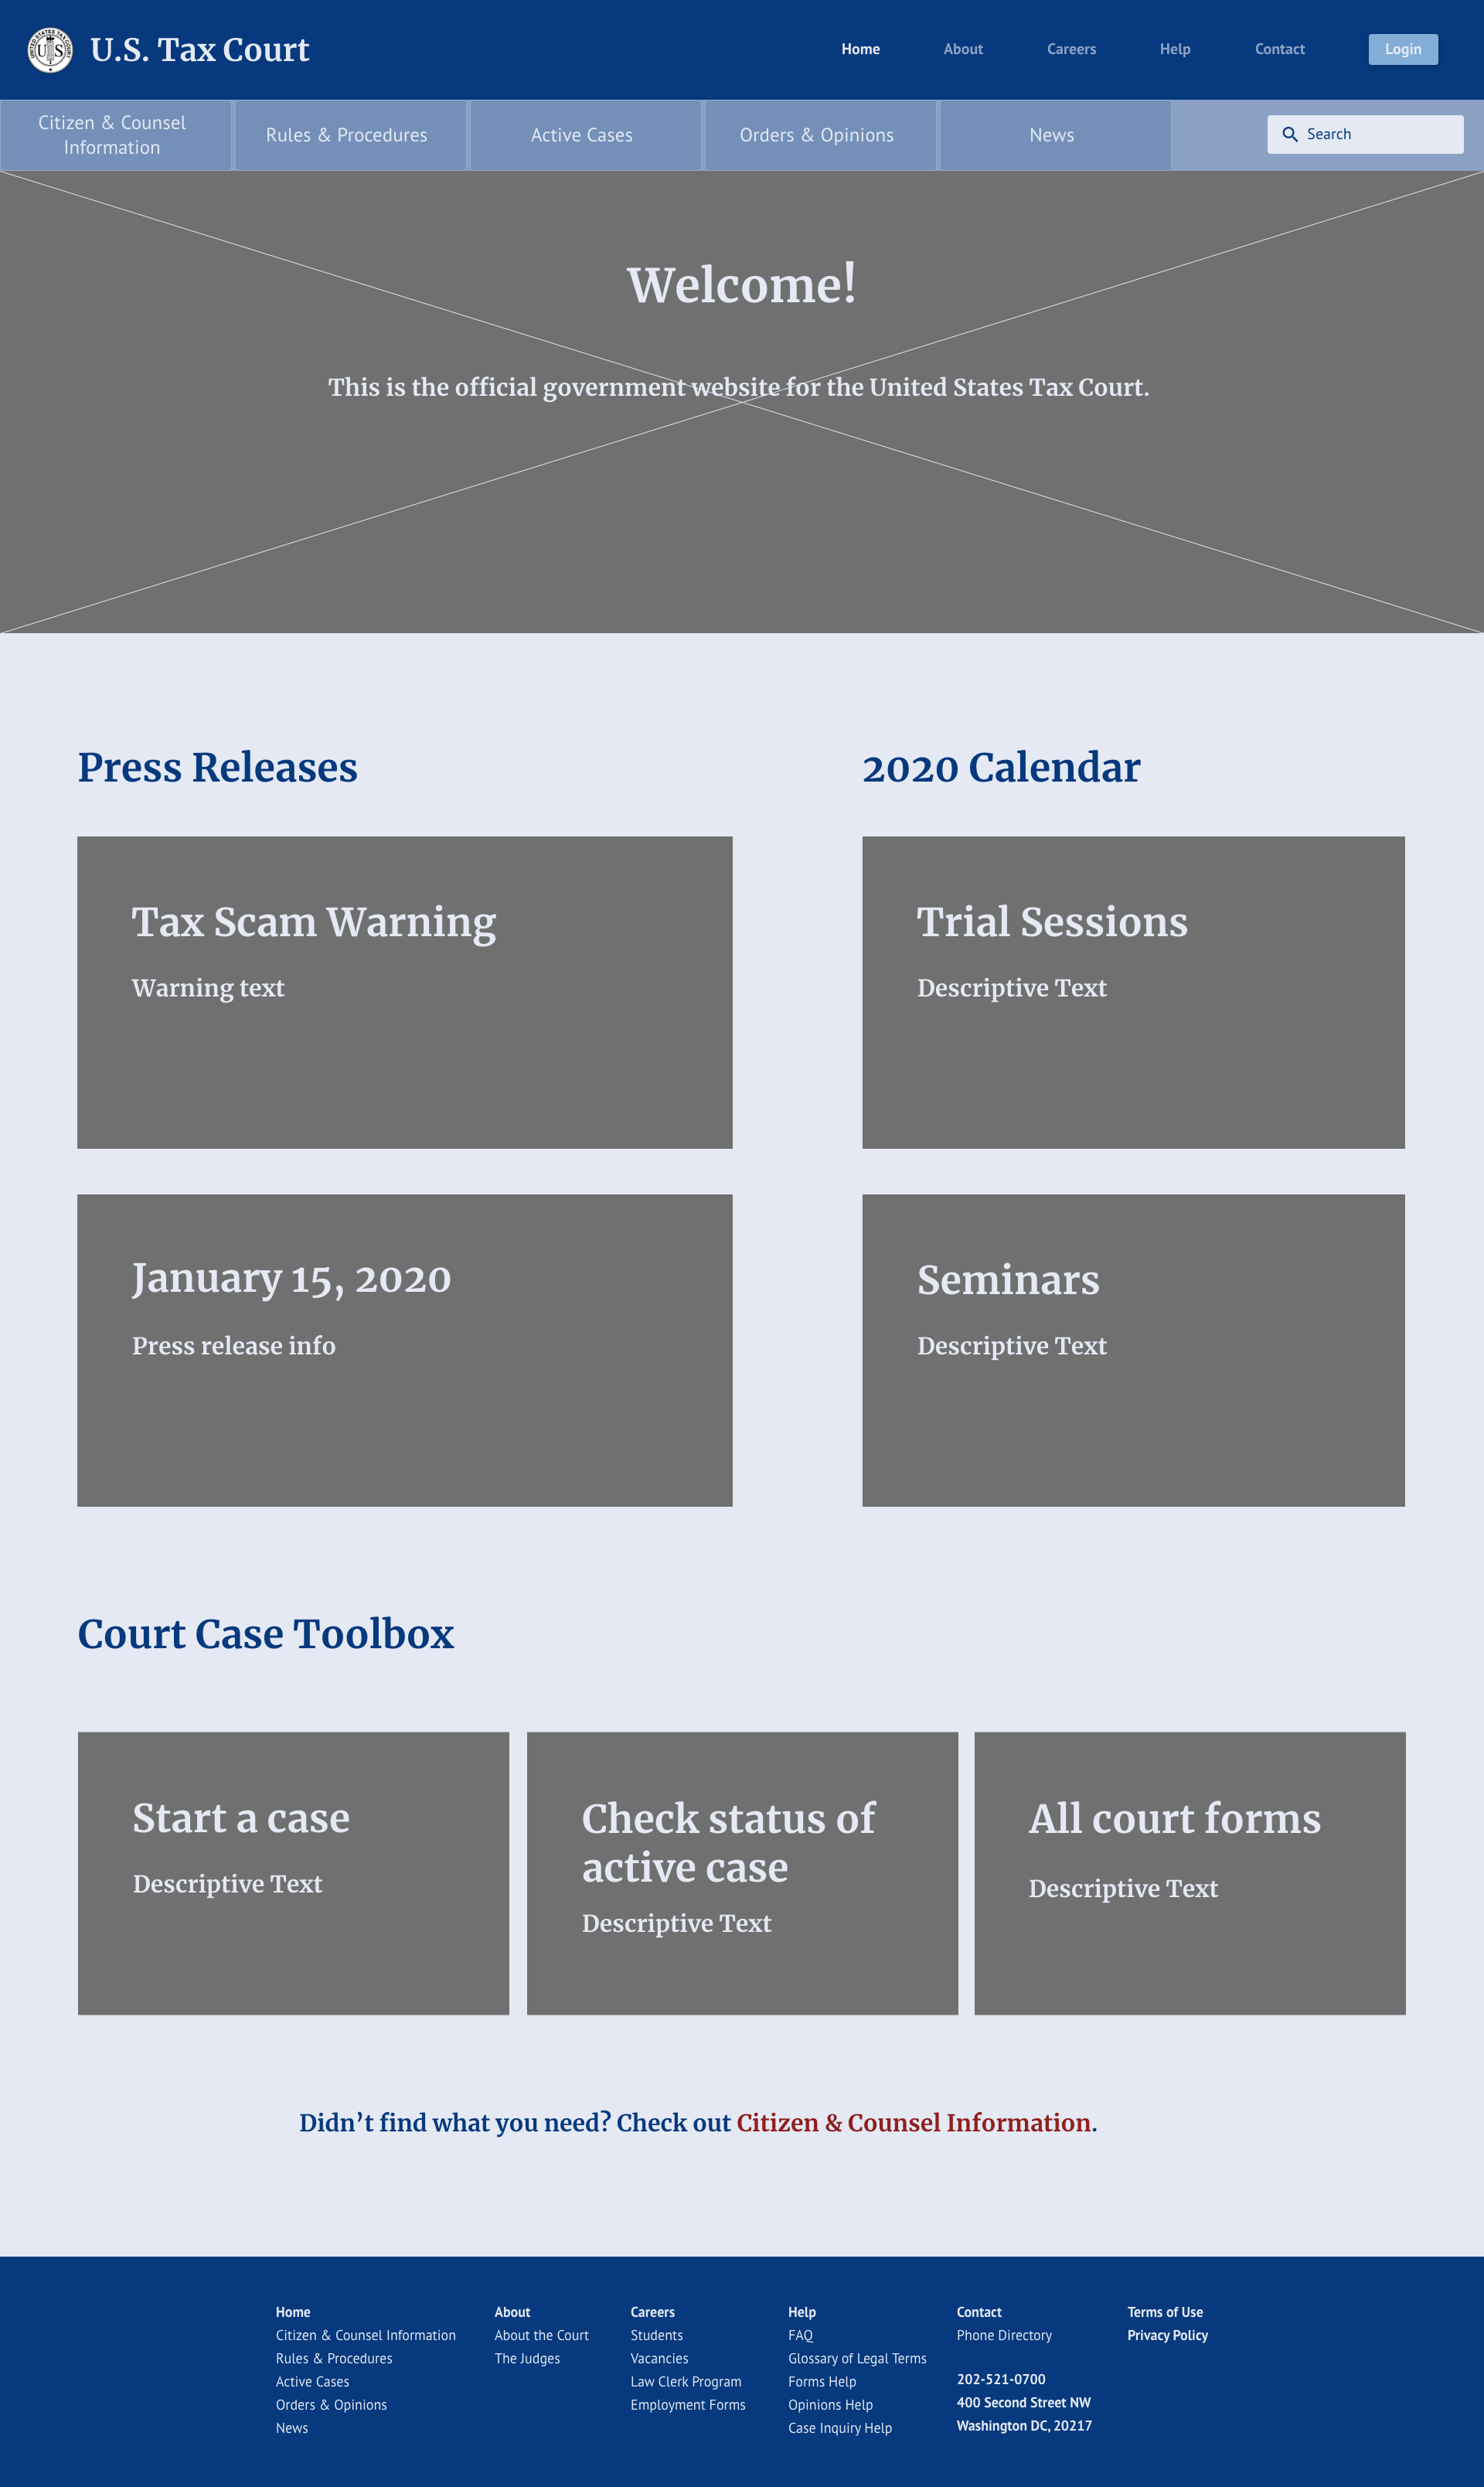 U.S. Tax Court
Home
About
Careers
Help
Contact
Login
Citizen & Counsel
Information
Rules & Procedures
Active Cases
Orders & Opinions
News
Search
Welcome!
This is the official government website for the United States Tax Court.
Press Releases
2020 Calendar
Tax Scam Warning
Warning text
Trial Sessions
Descriptive Text
January 15, 2020
Press release info
Seminars
Descriptive Text
Court Case Toolbox
Start a case
Descriptive Text
Check status of
active case
Descriptive Text
All court forms
Descriptive Text
Didn’t find what you need? Check out Citizen & Counsel Information.
Home
Citizen & Counsel Information
Rules & Procedures
Active Cases
Orders & Opinions
News
About
About the Court
The Judges
Careers
Students
Vacancies
Law Clerk Program
Employment Forms
Help
FAQ
Glossary of Legal Terms
Forms Help
Opinions Help
Case Inquiry Help
Contact
Phone Directory
202-521-0700
400 Second Street NW
Washington DC, 20217
Terms of Use
Privacy Policy